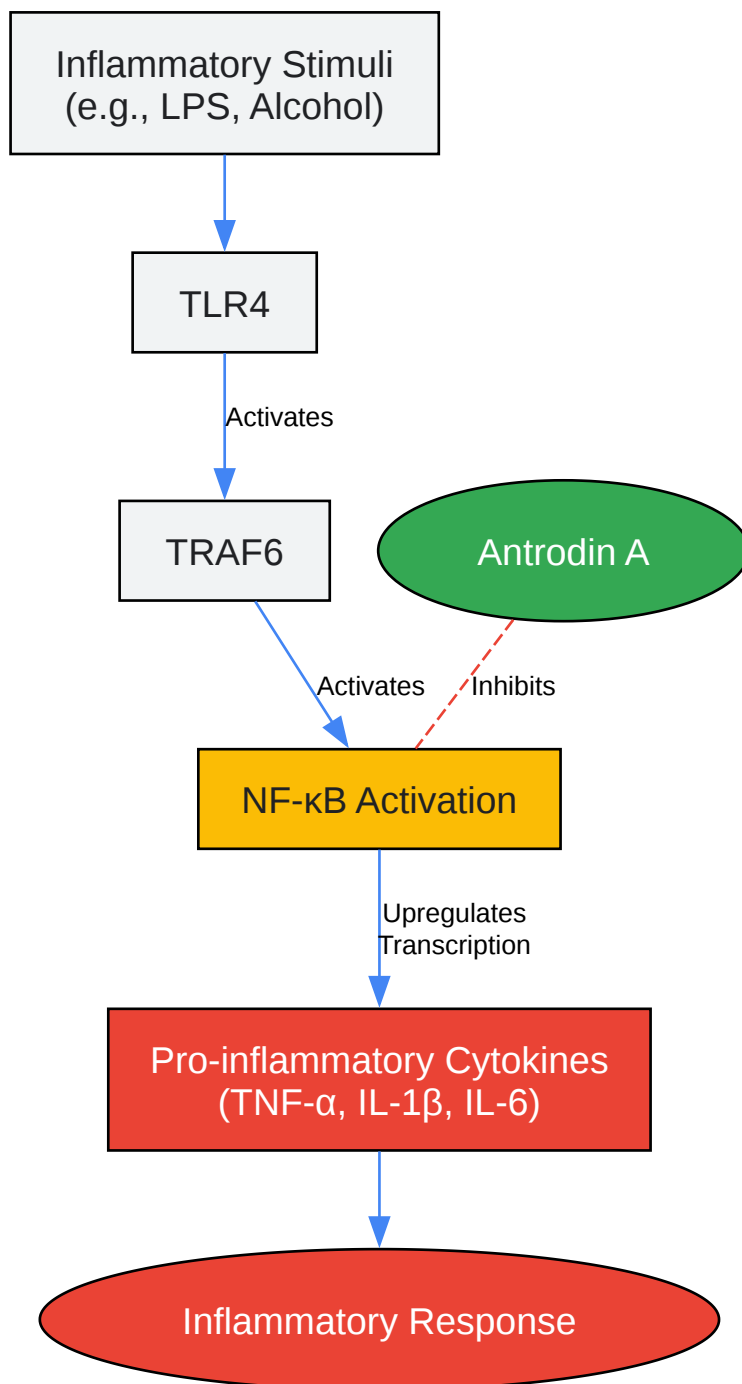 Inflammatory Stimuli
(e.g., LPS, Alcohol)
TLR4
Activates
TRAF6
Antrodin A
Activates
Inhibits
NF-κB Activation
Upregulates
Transcription
Pro-inflammatory Cytokines
(TNF-α, IL-1β, IL-6)
Inflammatory Response